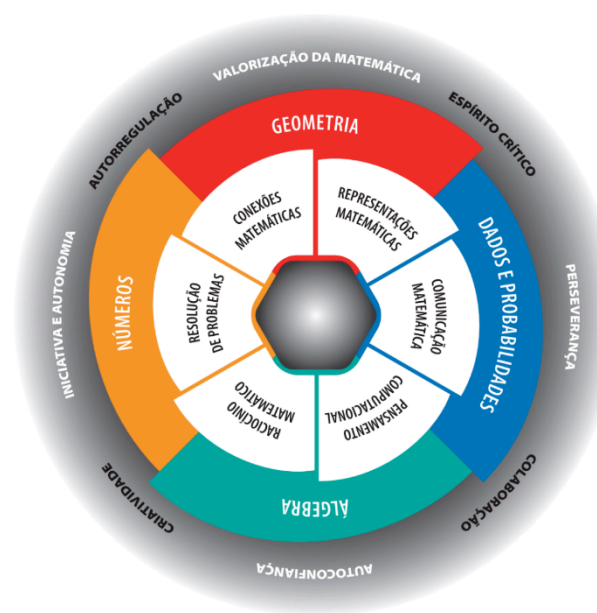 VALORIZAÇÃO DA MATEMÁTICA
ESPÍRITO CRÍTICO
PERSEVERANÇA
COLABORAÇÃO
AUTOCONFIANÇA
CRIATIVIDADE
INICIATIVA E AUTONOMIA
AUTORREGULAÇÃO
GEOMETRIA
DADOS E PROBABILIDADES
ÁLGEBRA
NÚMEROS
CONEXÕES
MATEMÁTICAS
REPRESENTAÇÕES
MATEMÁTICAS
COMUNICAÇÃO
MATEMÁTICA
PENSAMENTO
COMPUTACIONAL
RACIOCÍNIO
MATEMÁTICO
RESOLUÇÃO
DE PROBLEMAS